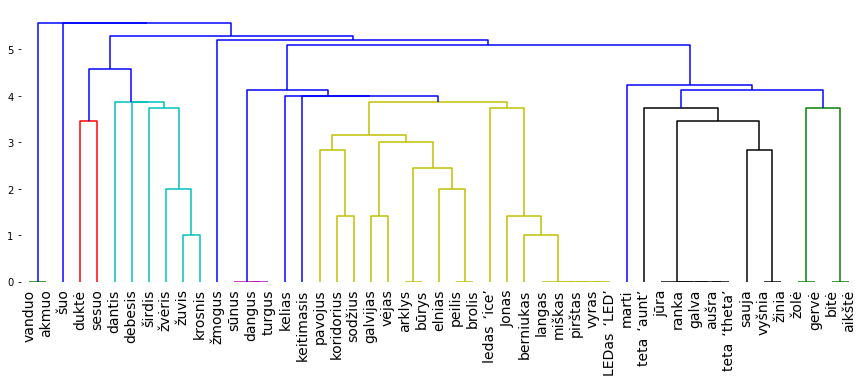 5
4
3
2
1
0
vanduo
akmuo
šuo
duktė
sesuo
dantis
debesis
širdis
žvėris
žuvis
krosnis
žmogus
sūnus
dangus
turgus
kelias
keitimasis
pavojus
koridorius
sodžius
galvijas
vėjas
arklys
būrys
elnias
peilis
brolis
ledas ‘ice’
Jonas
berniukas
langas
miškas
pirštas
vyras
LEDas ‘LED’
marti
teta ‘aunt’
jūra
ranka
galva
aušra
teta ‘theta’
sauja
vyšnia
žinia
žolė
gervė
bitė
aikštė